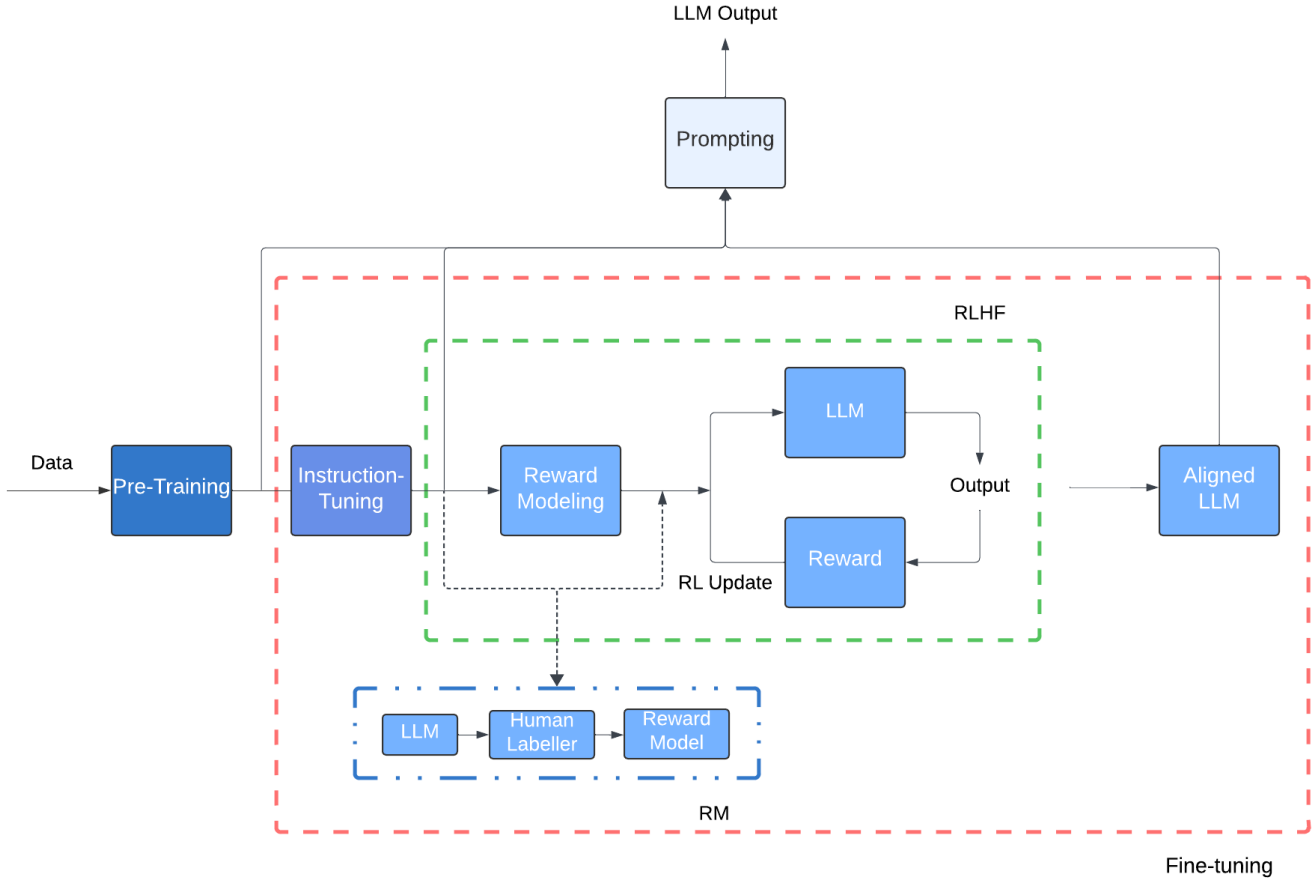 LLM Output
Prompting
RLHF
LLM
Data
Pre-Training
Instruction-
Tuning
Reward
Modeling
Output
Aligned
LLM
Reward
RL Update
LLM
Human
Labeller
Reward
Model
RM
Fine-tuning